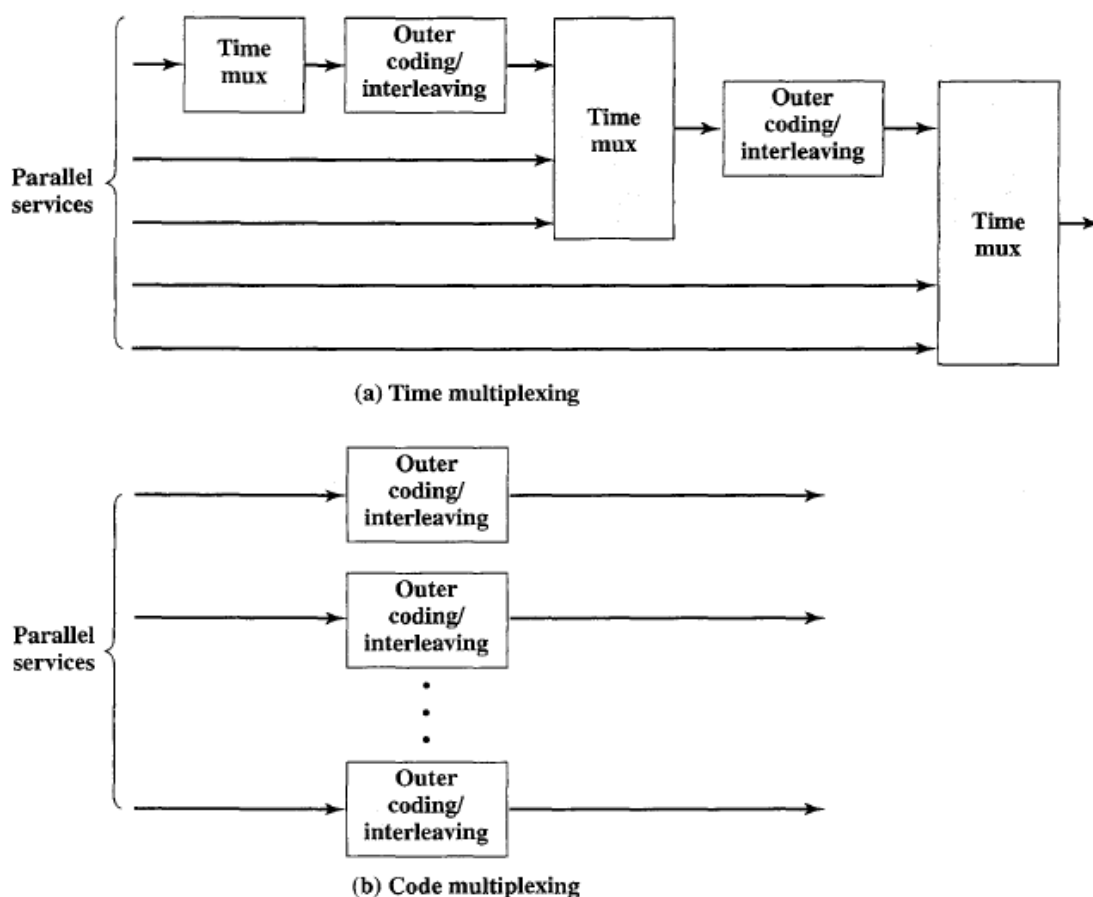 Time
mux
Outer
coding/
interleaving
Time
mux
Outer
coding/
interleaving
Time
mux
Parallel
services
(a) Time multiplexing
Outer
coding/
interleaving
Outer
coding/
interleaving
Parallel
services
Outer
coding/
interleaving
(b) Code multiplexing